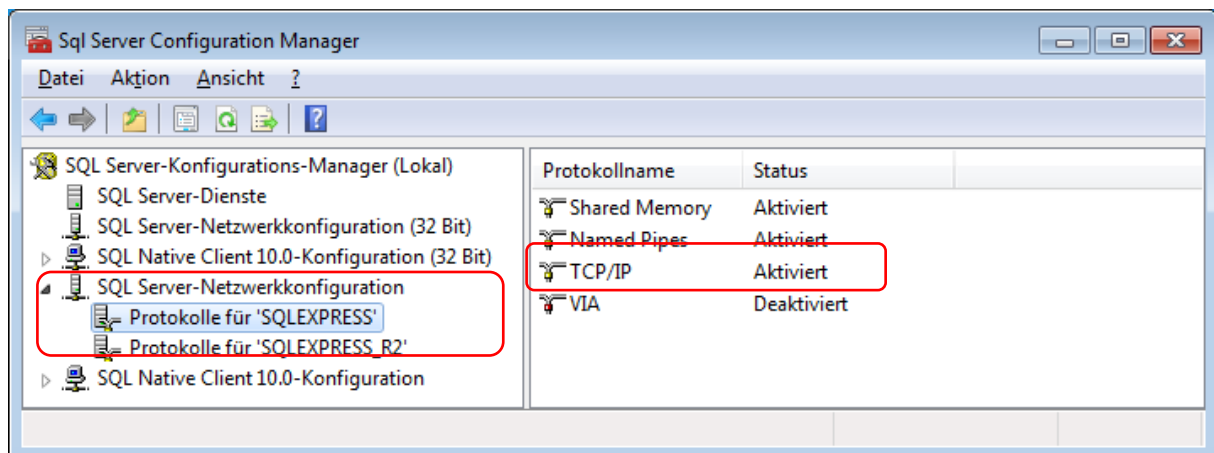 Sql Server Configuration Manager
Datei Aktion Ansicht ?
SQL Server-Konfigurations-Manager (Lokal)
SQL Server-Dienste
SQL Server-Netzwerkkonfiguration (32 Bit)
SQL Native Client 10.0-Konfiguration (32 Bit)
SQL Server-Netzwerkkonfiguration
Protokolle für 'SQLEXPRESS'
Protokolle für 'SQLEXPRESS_R2'
SQL Native Client 10.0-Konfiguration
Protokollname Status
Shared Memory Aktiviert
Named Pipes Aktiviert
TCP/IP Aktiviert
VIA Deaktiviert